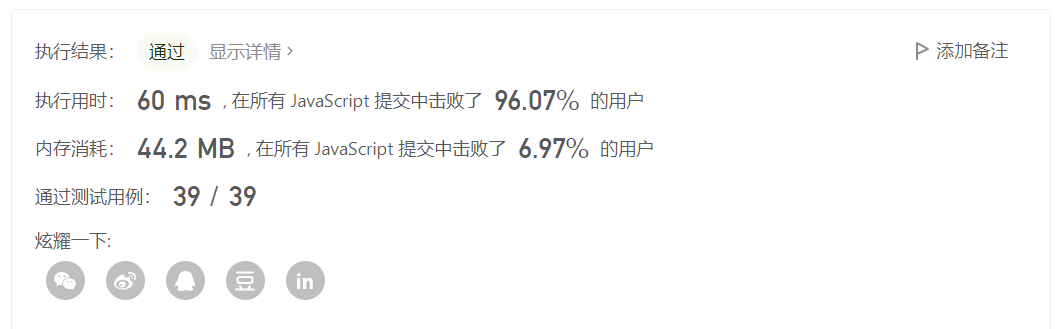 执行结果： 通过 显示详情 > 添加备注
执行用时： 60 ms , 在所有 JavaScript 提交中击败了 96.07% 的用户
内存消耗： 44.2 MB , 在所有 JavaScript 提交中击败了 6.97% 的用户
通过测试用例： 39 / 39
炫耀一下:
豆 in